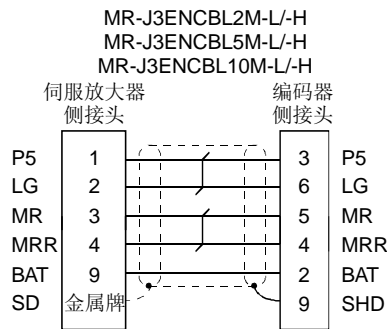 MR-J3ENCBL2M-L/-H
MR-J3ENCBL5M-L/-H
MR-J3ENCBL10M-L/-H
伺服放大器 编码器
侧接头 侧接头
P5 1 3 P5
LG 2 6 LG
MR 3 5 MR
MRR 4 4 MRR
BAT 9 2 BAT
SD 金属牌 9 SHD